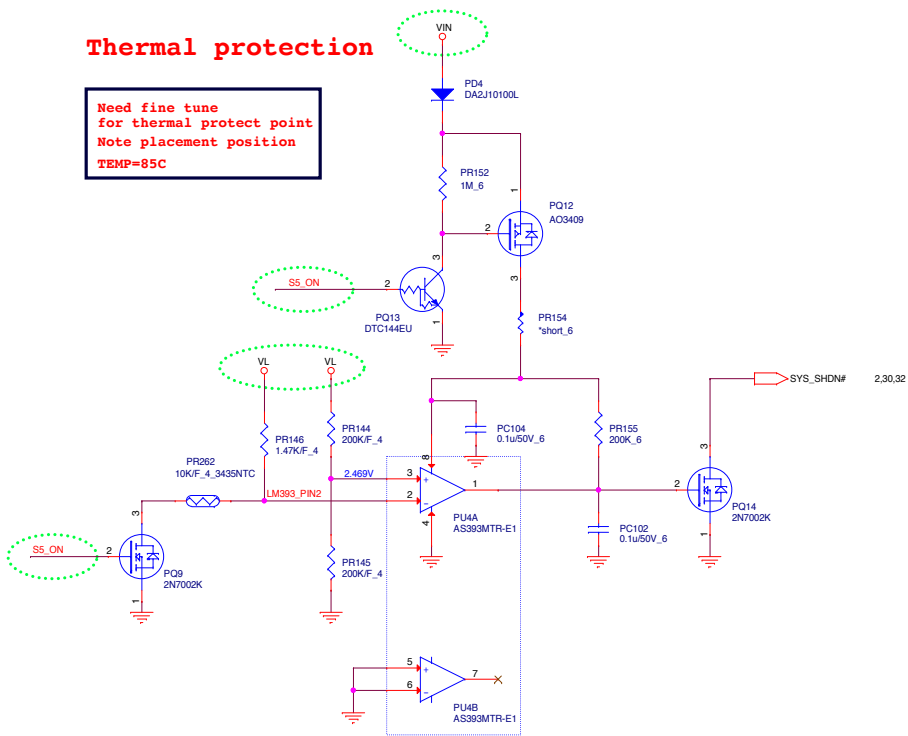 Thermal protection
VIN
Need fine tune
for thermal protect point
Note placement position
TEMP=85C
PD4
DA2J10100L
PR152
1M_6
1
PQ12
AO3409
2
3
3
S5_ON
2
PQ13
DTC144EU
1
PR154
*short_6
VL
VL
SYS_SHDN#
2,30,32
PR146
1.47K/F_4
PR144
200K/F_4
PC104
0.1u/50V_6
PR155
200K_6
PR262
10K/F_4_3435NTC
LM393_PIN2
2.469V
8
3
+
2
-
1
4
PU4A
AS393MTR-E1
3
2
PQ14
2N7002K
1
PC102
0.1u/50V_6
3
S5_ON
2
PQ9
2N7002K
1
PR145
200K/F_4
5
+
6
-
7
PU4B
AS393MTR-E1